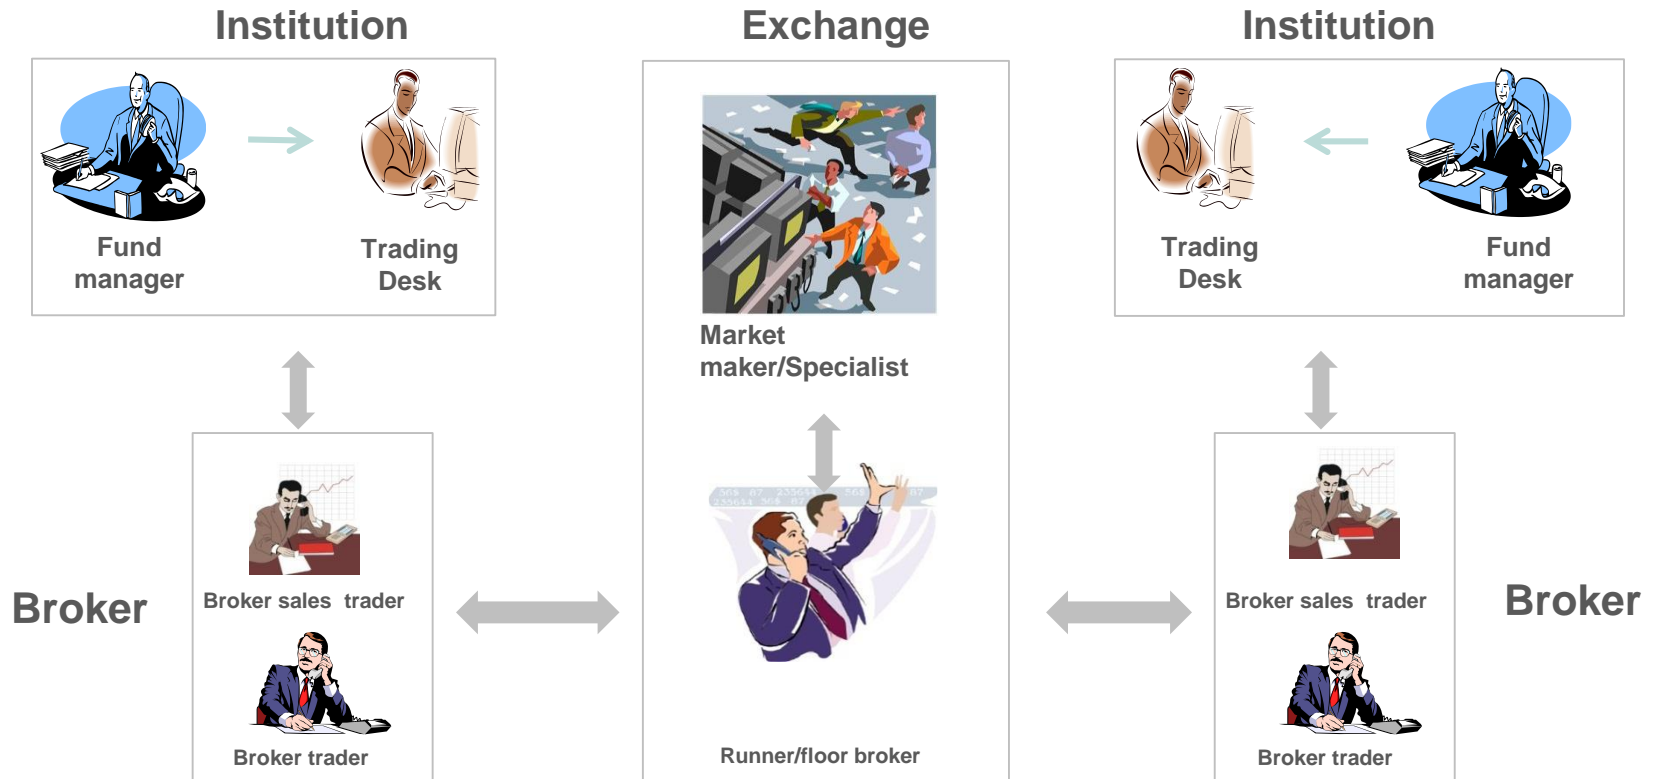 Institution
Exchange
Institution
Fund
manager
Trading
Desk
Market
maker/Specialist
Trading
Desk
Fund
manager
Broker
Broker sales trader
Broker trader
Runner/floor broker
Broker sales trader
Broker trader
Broker